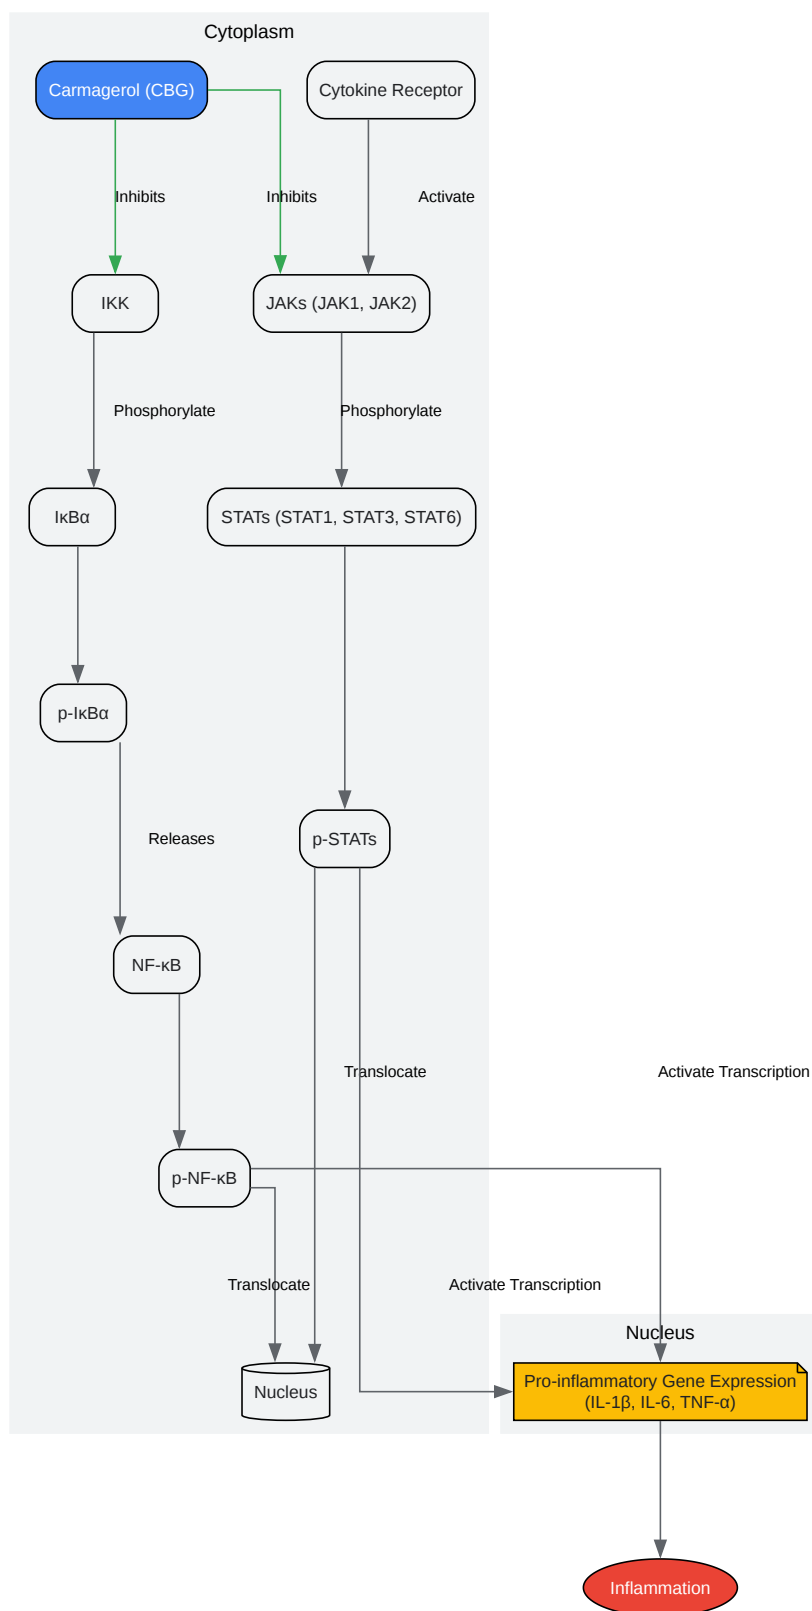 Cytoplasm
Carmagerol (CBG)
Cytokine Receptor
Inhibits
Inhibits
Activate
IKK
JAKs (JAK1, JAK2)
Phosphorylate
Phosphorylate
IκBα
STATs (STAT1, STAT3, STAT6)
p-IκBα
Releases
p-STATs
NF-κB
Translocate
Activate Transcription
p-NF-κB
Translocate
Activate Transcription
Nucleus
Nucleus
Pro-inflammatory Gene Expression
(IL-1β, IL-6, TNF-α)
Inflammation